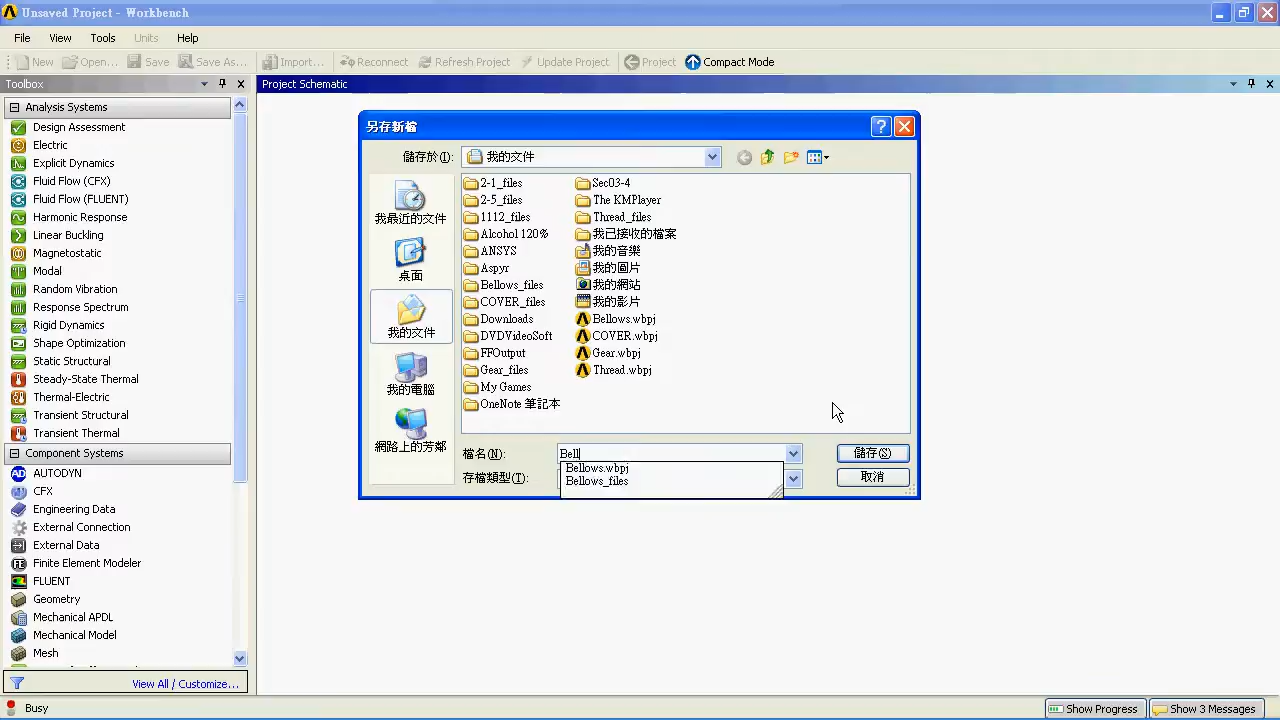 Unsaved Project - Workbench
File View Tools Units Help
New Open... Save Save As... Import... Reconnect Refresh Project Update Project Project Compact Mode
Toolbox
Project Schematic
Analysis Systems
Design Assessment
Electric
Explicit Dynamics
Fluid Flow (CFX)
Fluid Flow (FLUENT)
Harmonic Response
Linear Buckling
Magnetostatic
Modal
Random Vibration
Response Spectrum
Rigid Dynamics
Shape Optimization
Static Structural
Steady-State Thermal
Thermal-Electric
Transient Structural
Transient Thermal
Component Systems
AUTODYN
CFX
Engineering Data
External Connection
External Data
Finite Element Modeler
FLUENT
Geometry
Mechanical APDL
Mechanical Model
Mesh
View All / Customize...
另存新檔
儲存於(I):
我的文件
我最近的文件
桌面
我的文件
我的電腦
網路上的芳鄰
2-1_files
2-5_files
1112_files
Alcohol 120%
ANSYS
Aspyr
Bellows_files
COVER_files
Downloads
DVDVideoSoft
FFOutput
Gear_files
My Games
OneNote 筆記本
Sec03-4
The KMPlayer
Thread_files
我已接收的檔案
我的音樂
我的圖片
我的網站
我的影片
Bellows.wbpj
COVER.wbpj
Gear.wbpj
Thread.wbpj
檔名(N):
Bell
儲存(S)
Bellows.wbpj
Bellows_files
存檔類型(T):
取消
Busy
Show Progress
Show 3 Messages